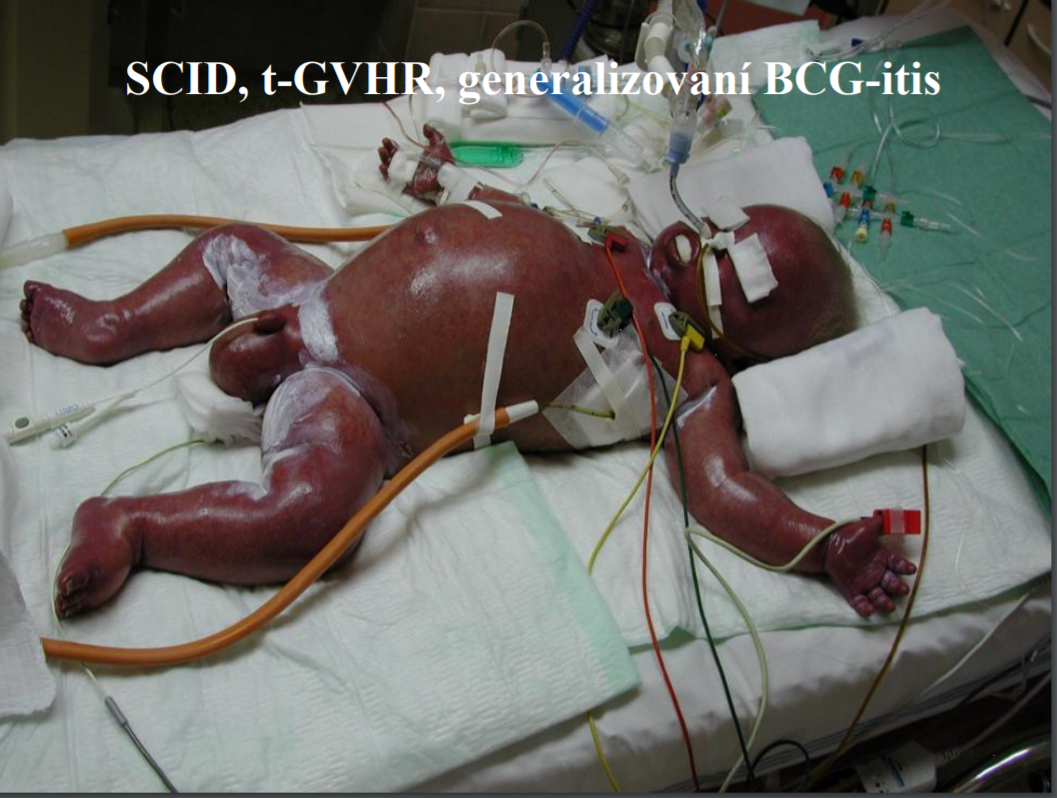 SCID, t-GVHR, generalizovaní BCG-itis